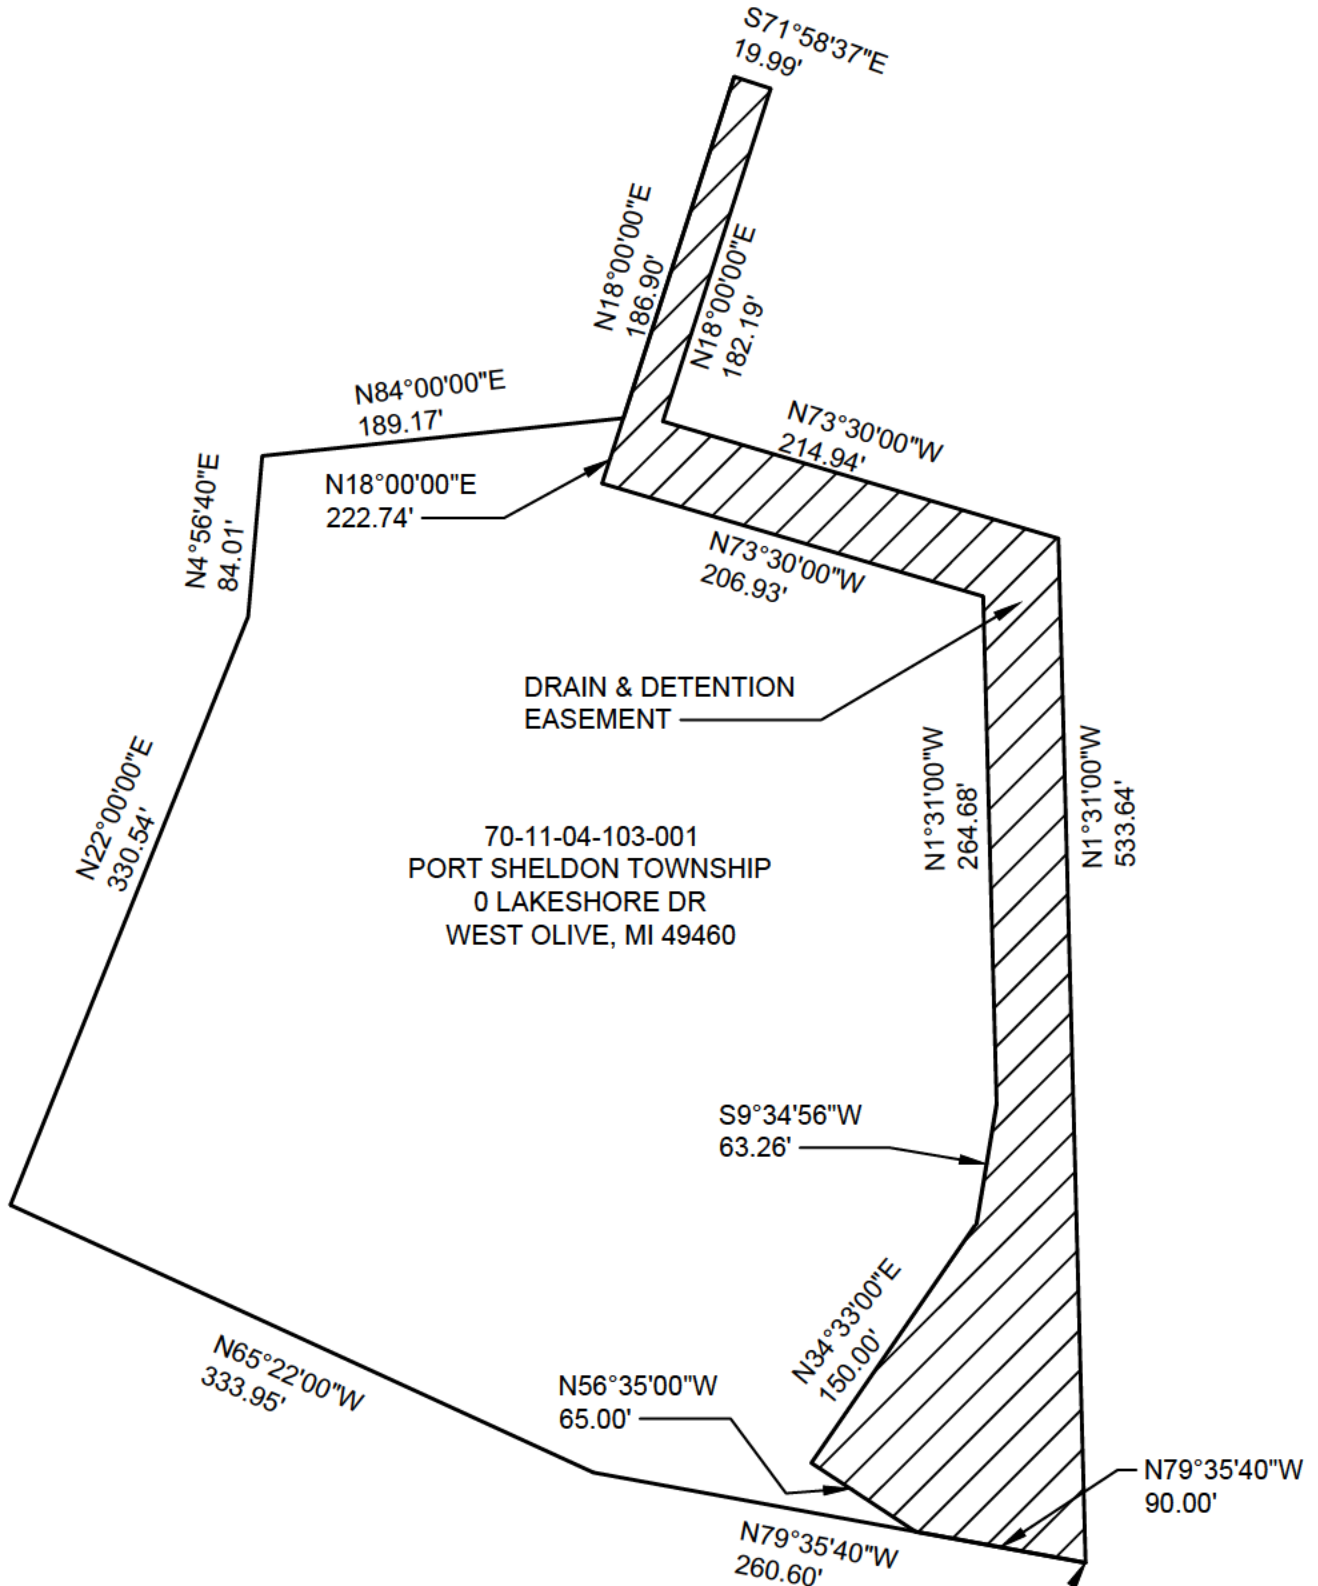 S71°58'37"E
19.99'
N18°00'00"E
186.90'
N18°00'00"E
182.19'
N84°00'00"E
189.17'
N73°30'00"W
214.94'
N4°56'40"E
84.01'
N18°00'00"E
222.74'
N73°30'00"W
206.93'
DRAIN & DETENTION
EASEMENT
N22°00'00"E
330.54'
N1°31'00"W
264.68'
N1°31'00"W
533.64'
70-11-04-103-001
PORT SHELDON TOWNSHIP
0 LAKESHORE DR
WEST OLIVE, MI 49460
S9°34'56"W
63.26'
N34°33'00"E
150.00'
N65°22'00"W
333.95'
N56°35'00"W
65.00'
N79°35'40"W
90.00'
N79°35'40"W
260.60'